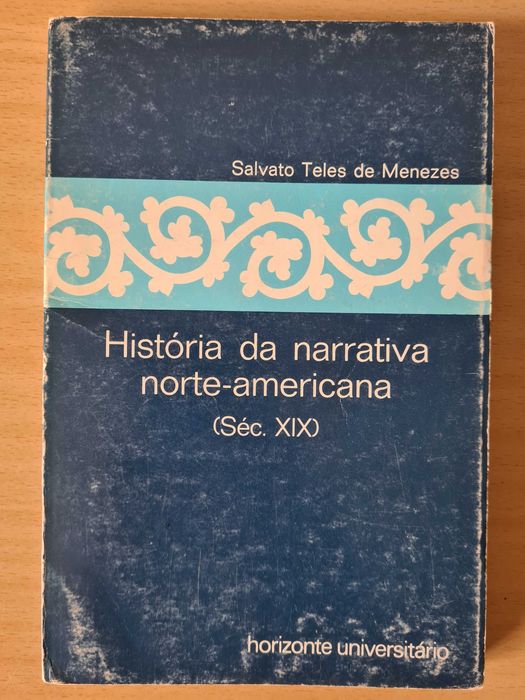 Salvato Teles de Menezes
História da narrativa
norte-americana
(Séc. XIX)
horizonte universitário